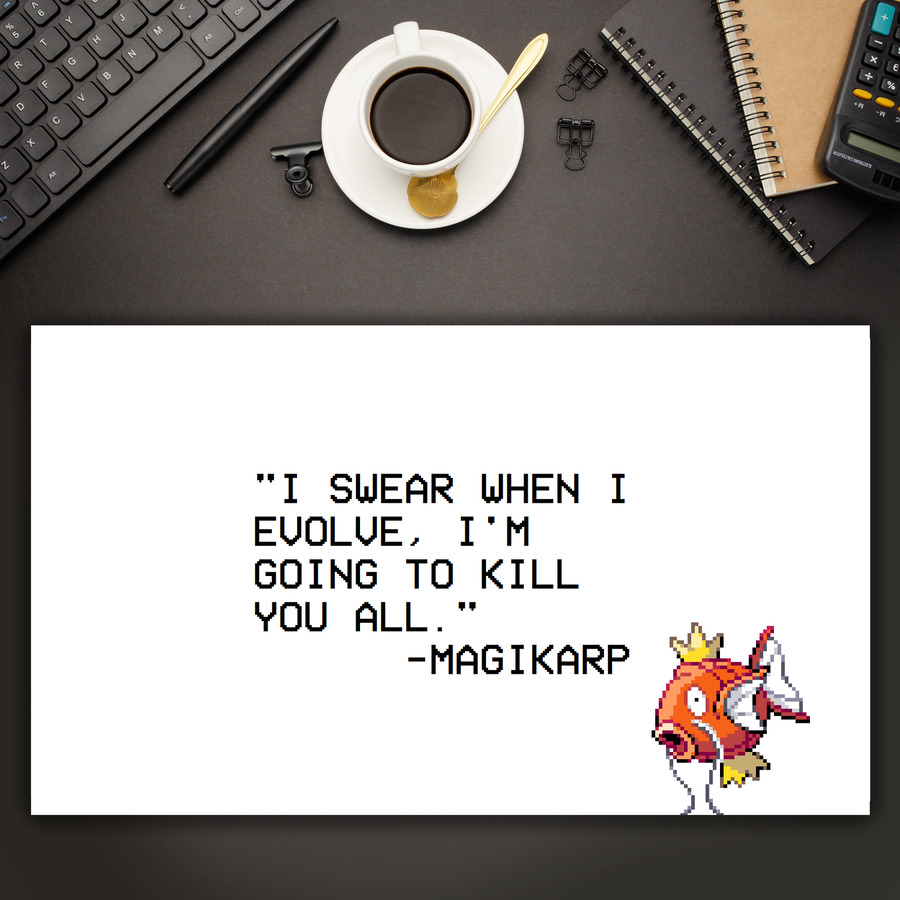 "I SWEAR WHEN I
EVOLVE, I'M
GOING TO KILL
YOU ALL."
-MAGIKARP